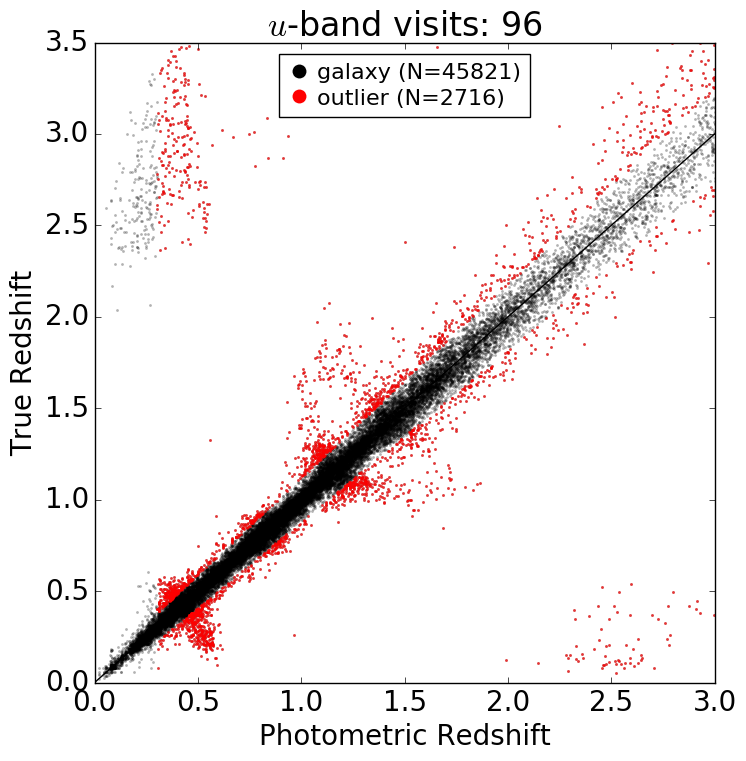 u-band visits: 96
galaxy (N=45821)
outlier (N=2716)
3.5
3.0
2.5
2.0
1.5
1.0
0.5
0.0
True Redshift
0.0 0.5 1.0 1.5 2.0 2.5 3.0
Photometric Redshift